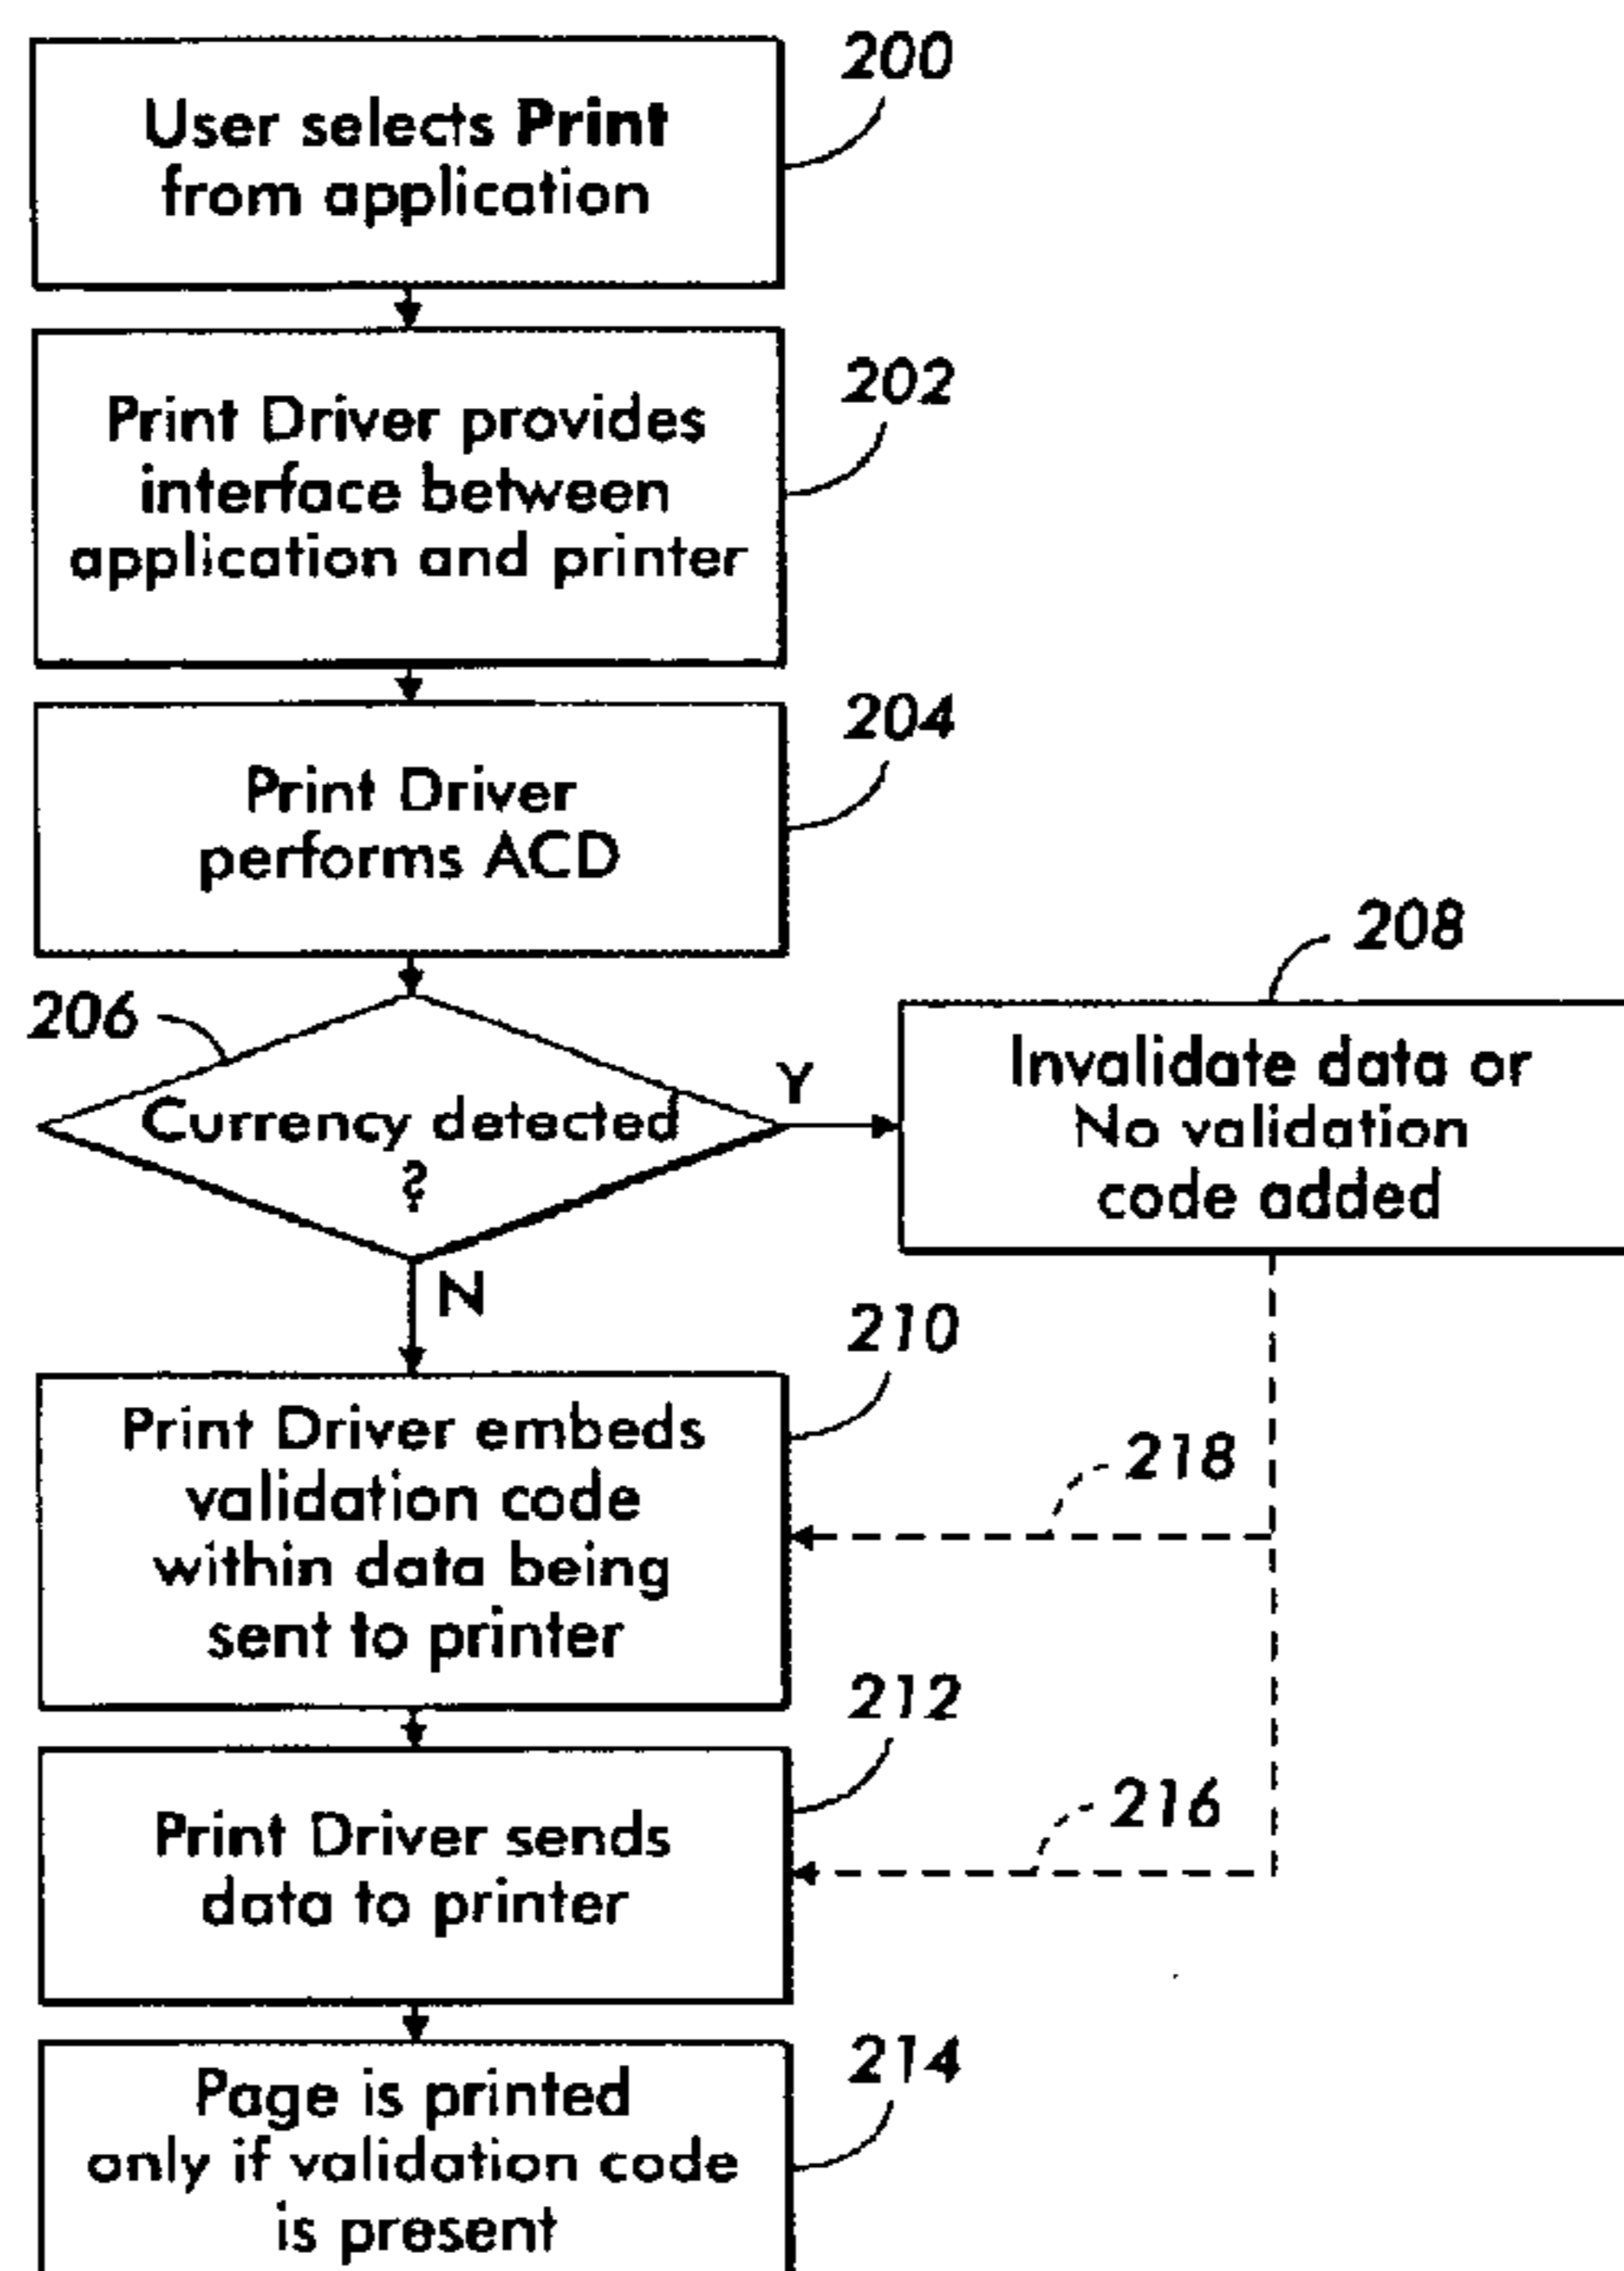 200
User selects Print
from application
202
Print Driver provides
interface between
application and printer
204
Print Driver
performs ACD
206
Currency detected
?
Y
N
208
Invalidate data or
No validation
code added
210
Print Driver embeds
validation code
within data being
sent to printer
218
212
Print Driver sends
data to printer
216
214
Page is printed
only if validation code
is present